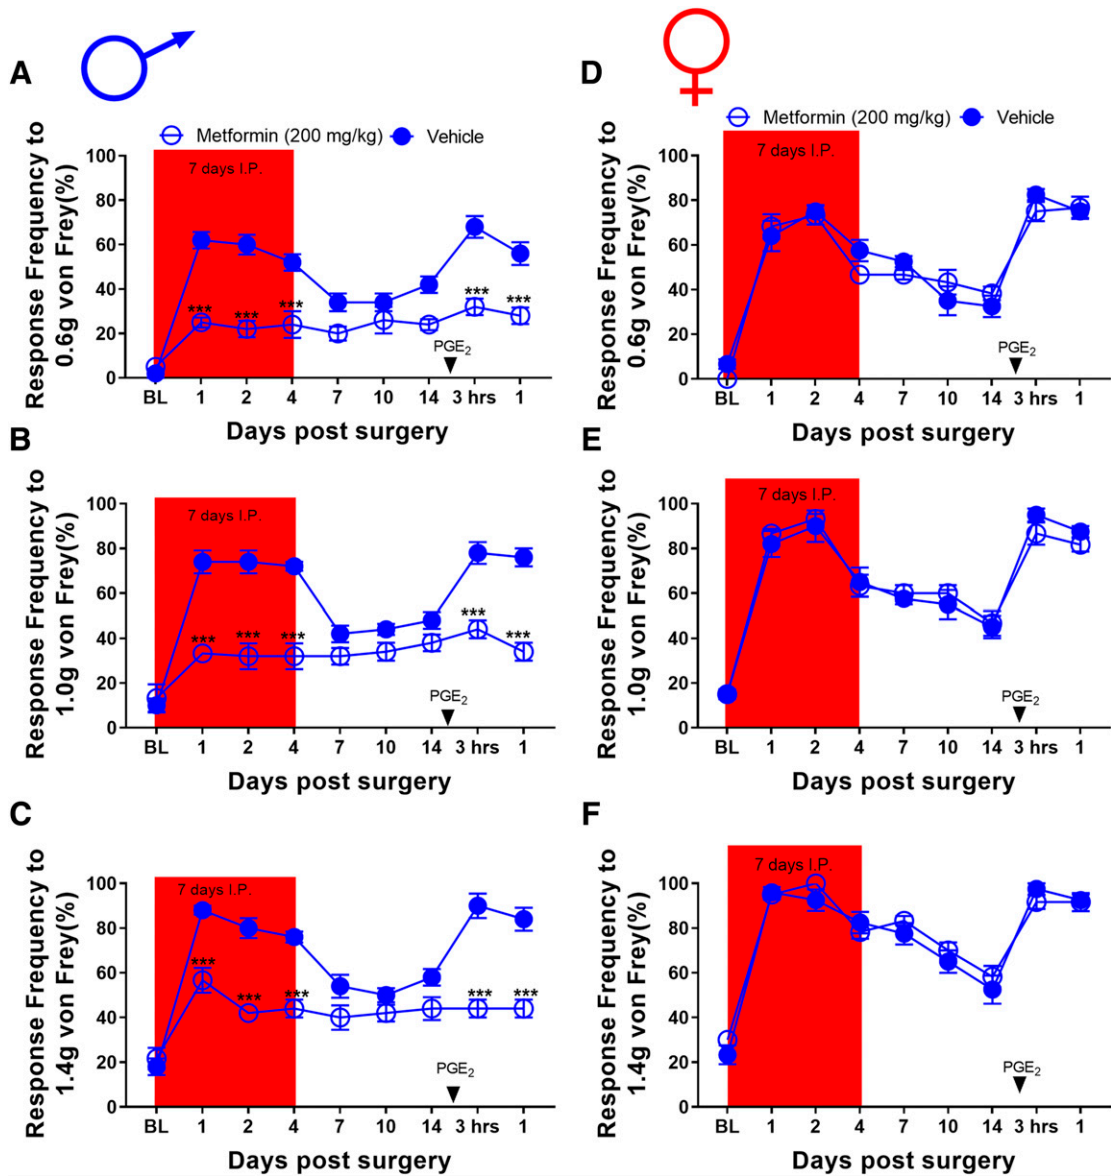 A
Metformin (200 mg/kg) Vehicle
Response Frequency to
0.6g von Frey(%)
100
80
60
40
20
0
7 days I.P.
***
***
***
***
***
PGE2
BL 1 2 4 7 10 14 3 hrs 1
Days post surgery
B
Response Frequency to
1.0g von Frey(%)
100
80
60
40
20
0
7 days I.P.
***
***
***
***
***
PGE2
BL 1 2 4 7 10 14 3 hrs 1
Days post surgery
C
Response Frequency to
1.4g von Frey(%)
100
80
60
40
20
0
7 days I.P.
***
***
***
***
***
PGE2
BL 1 2 4 7 10 14 3 hrs 1
Days post surgery
D
Metformin (200 mg/kg) Vehicle
Response Frequency to
0.6g von Frey(%)
100
80
60
40
20
0
7 days I.P.
PGE2
BL 1 2 4 7 10 14 3 hrs 1
Days post surgery
E
Response Frequency to
1.0g von Frey(%)
100
80
60
40
20
0
7 days I.P.
PGE2
BL 1 2 4 7 10 14 3 hrs 1
Days post surgery
F
Response Frequency to
1.4g von Frey(%)
100
80
60
40
20
0
7 days I.P.
PGE2
BL 1 2 4 7 10 14 3 hrs 1
Days post surgery